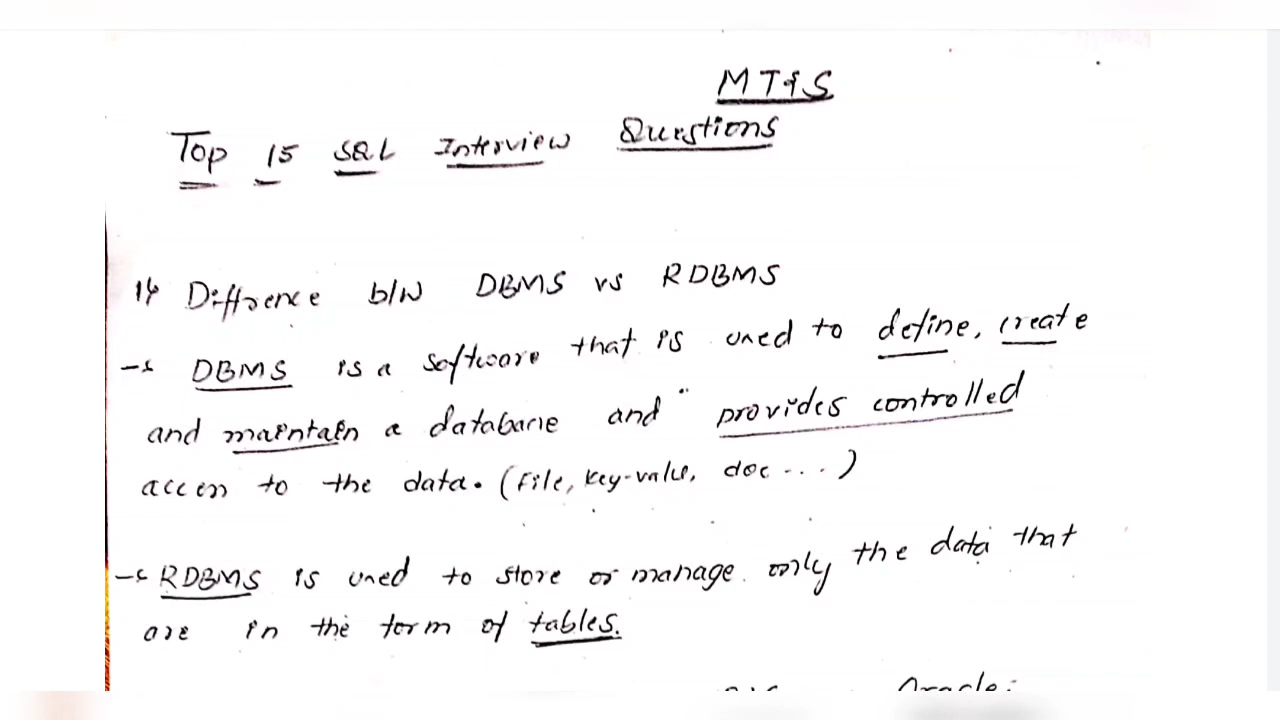 MT&S
Top 15 SQL Interview Questions
1) Diffrence b/w DBMS vs RDBMS
→ DBMS is a software that is used to define, create
and maintain a database and provides controlled
access to the data. (File, key-value, doc ....)
→ RDBMS is used to store or manage only the data that
are in the form of tables.
Oracle: